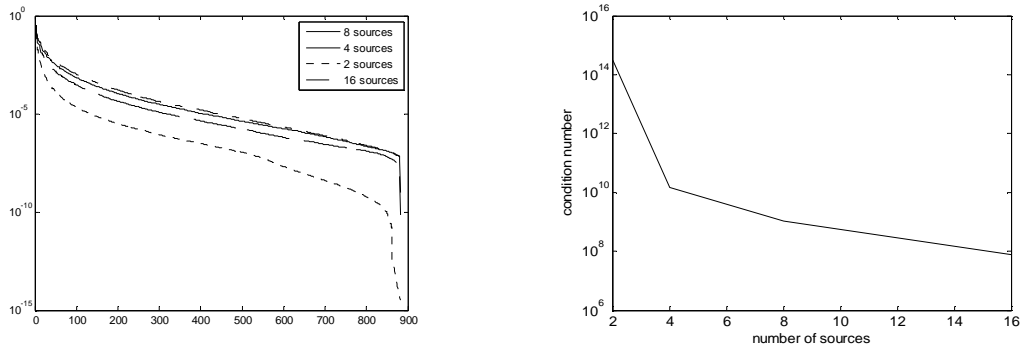 10^0
10^-5
10^-10
10^-15
0 100 200 300 400 500 600 700 800 900
8 sources
4 sources
2 sources
16 sources
10^16
10^14
10^12
10^10
10^8
10^6
condition number
2 4 6 8 10 12 14 16
number of sources